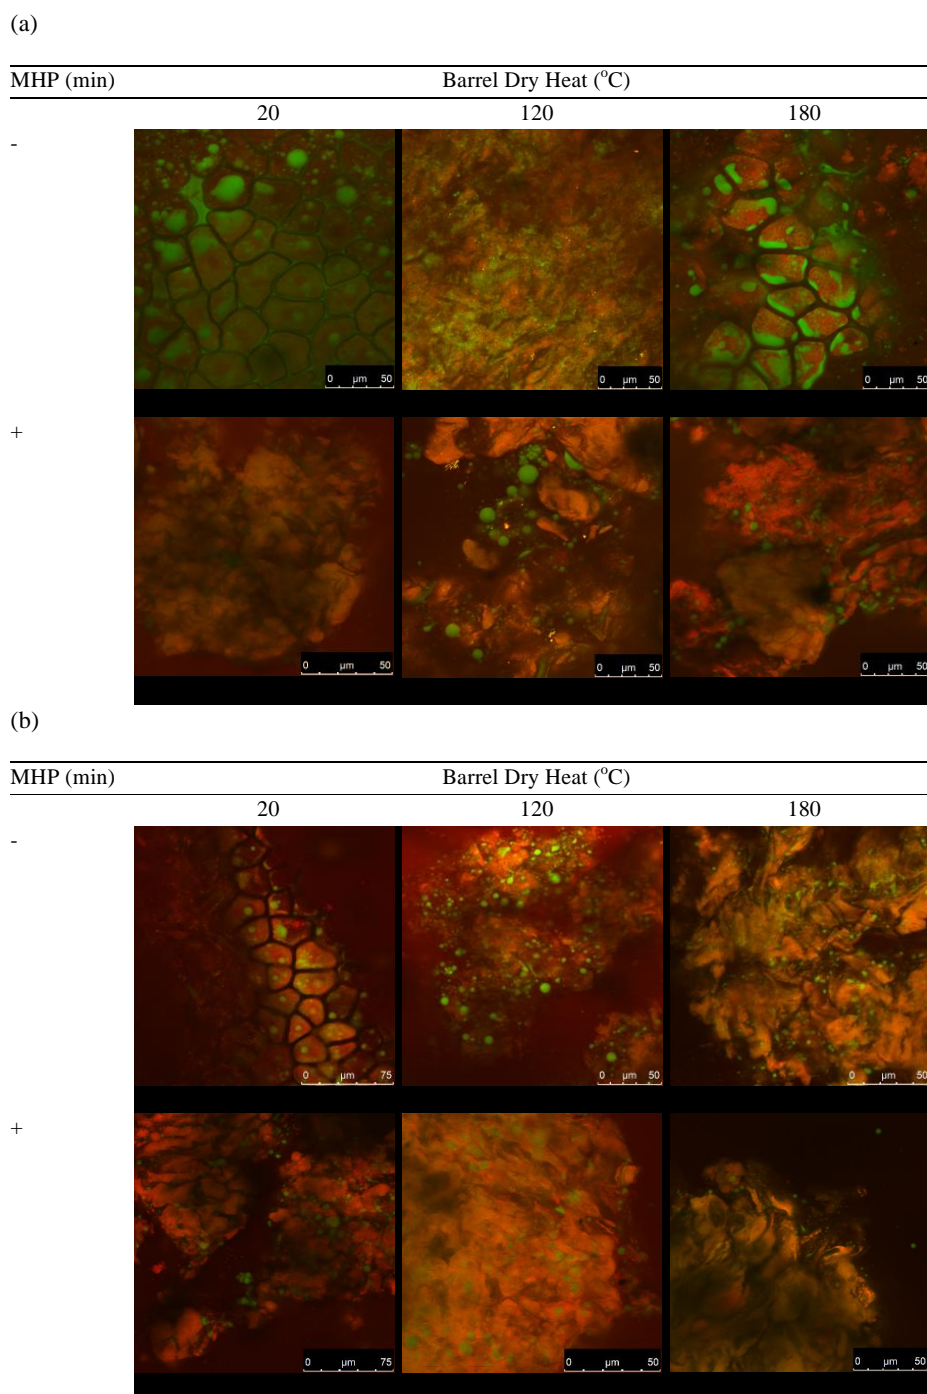 (a)
MHP (min) Barrel Dry Heat (°C)
20 120 180
-
0 µm 50 0 µm 50 0 µm 50
+
0 µm 50 0 µm 50 0 µm 50
(b)
MHP (min) Barrel Dry Heat (°C)
20 120 180
-
0 µm 75 0 µm 50 0 µm 50
+
0 µm 75 0 µm 50 0 µm 50